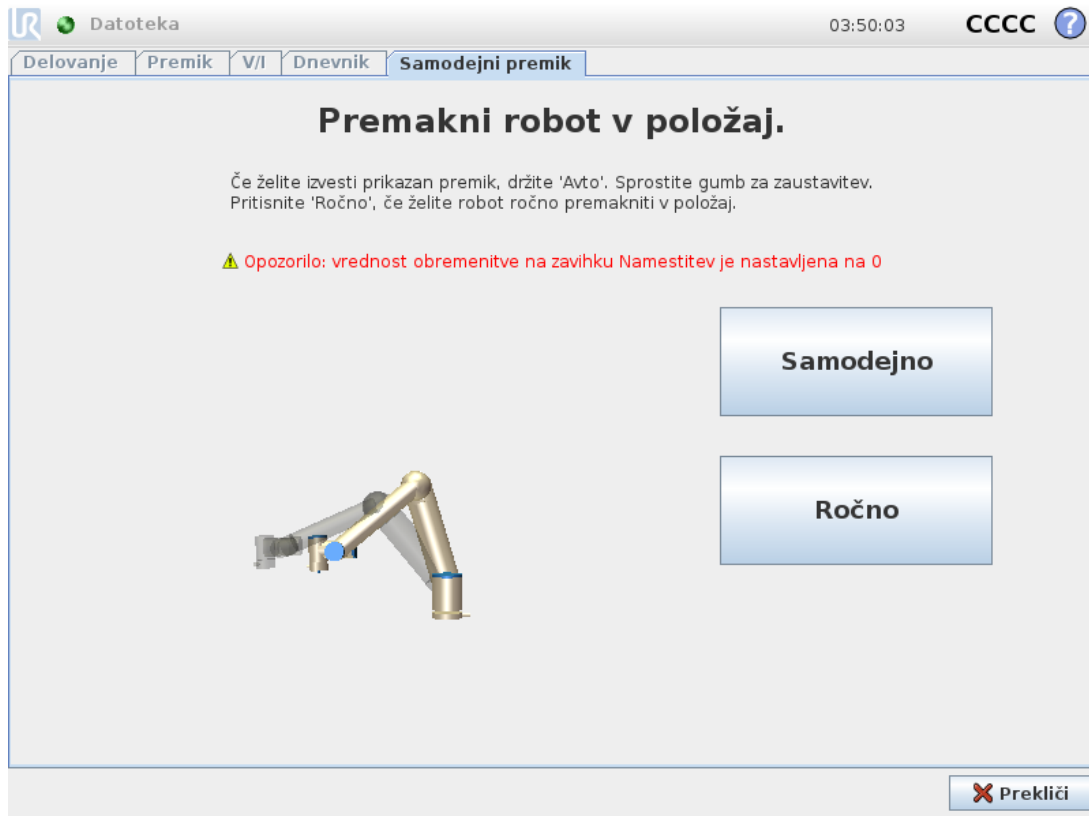 Datoteka
03:50:03
CCCC
?
Delovanje
Premik
V/I
Dnevnik
Samodejni premik
Premakni robot v položaj.
Če želite izvesti prikazan premik, držite 'Avto'. Sprostite gumb za zaustavitev.
Pritisnite 'Ročno', če želite robot ročno premakniti v položaj.
Opozorilo: vrednost obremenitve na zavihku Namestitev je nastavljena na 0
Samodejno
Ročno
Prekliči